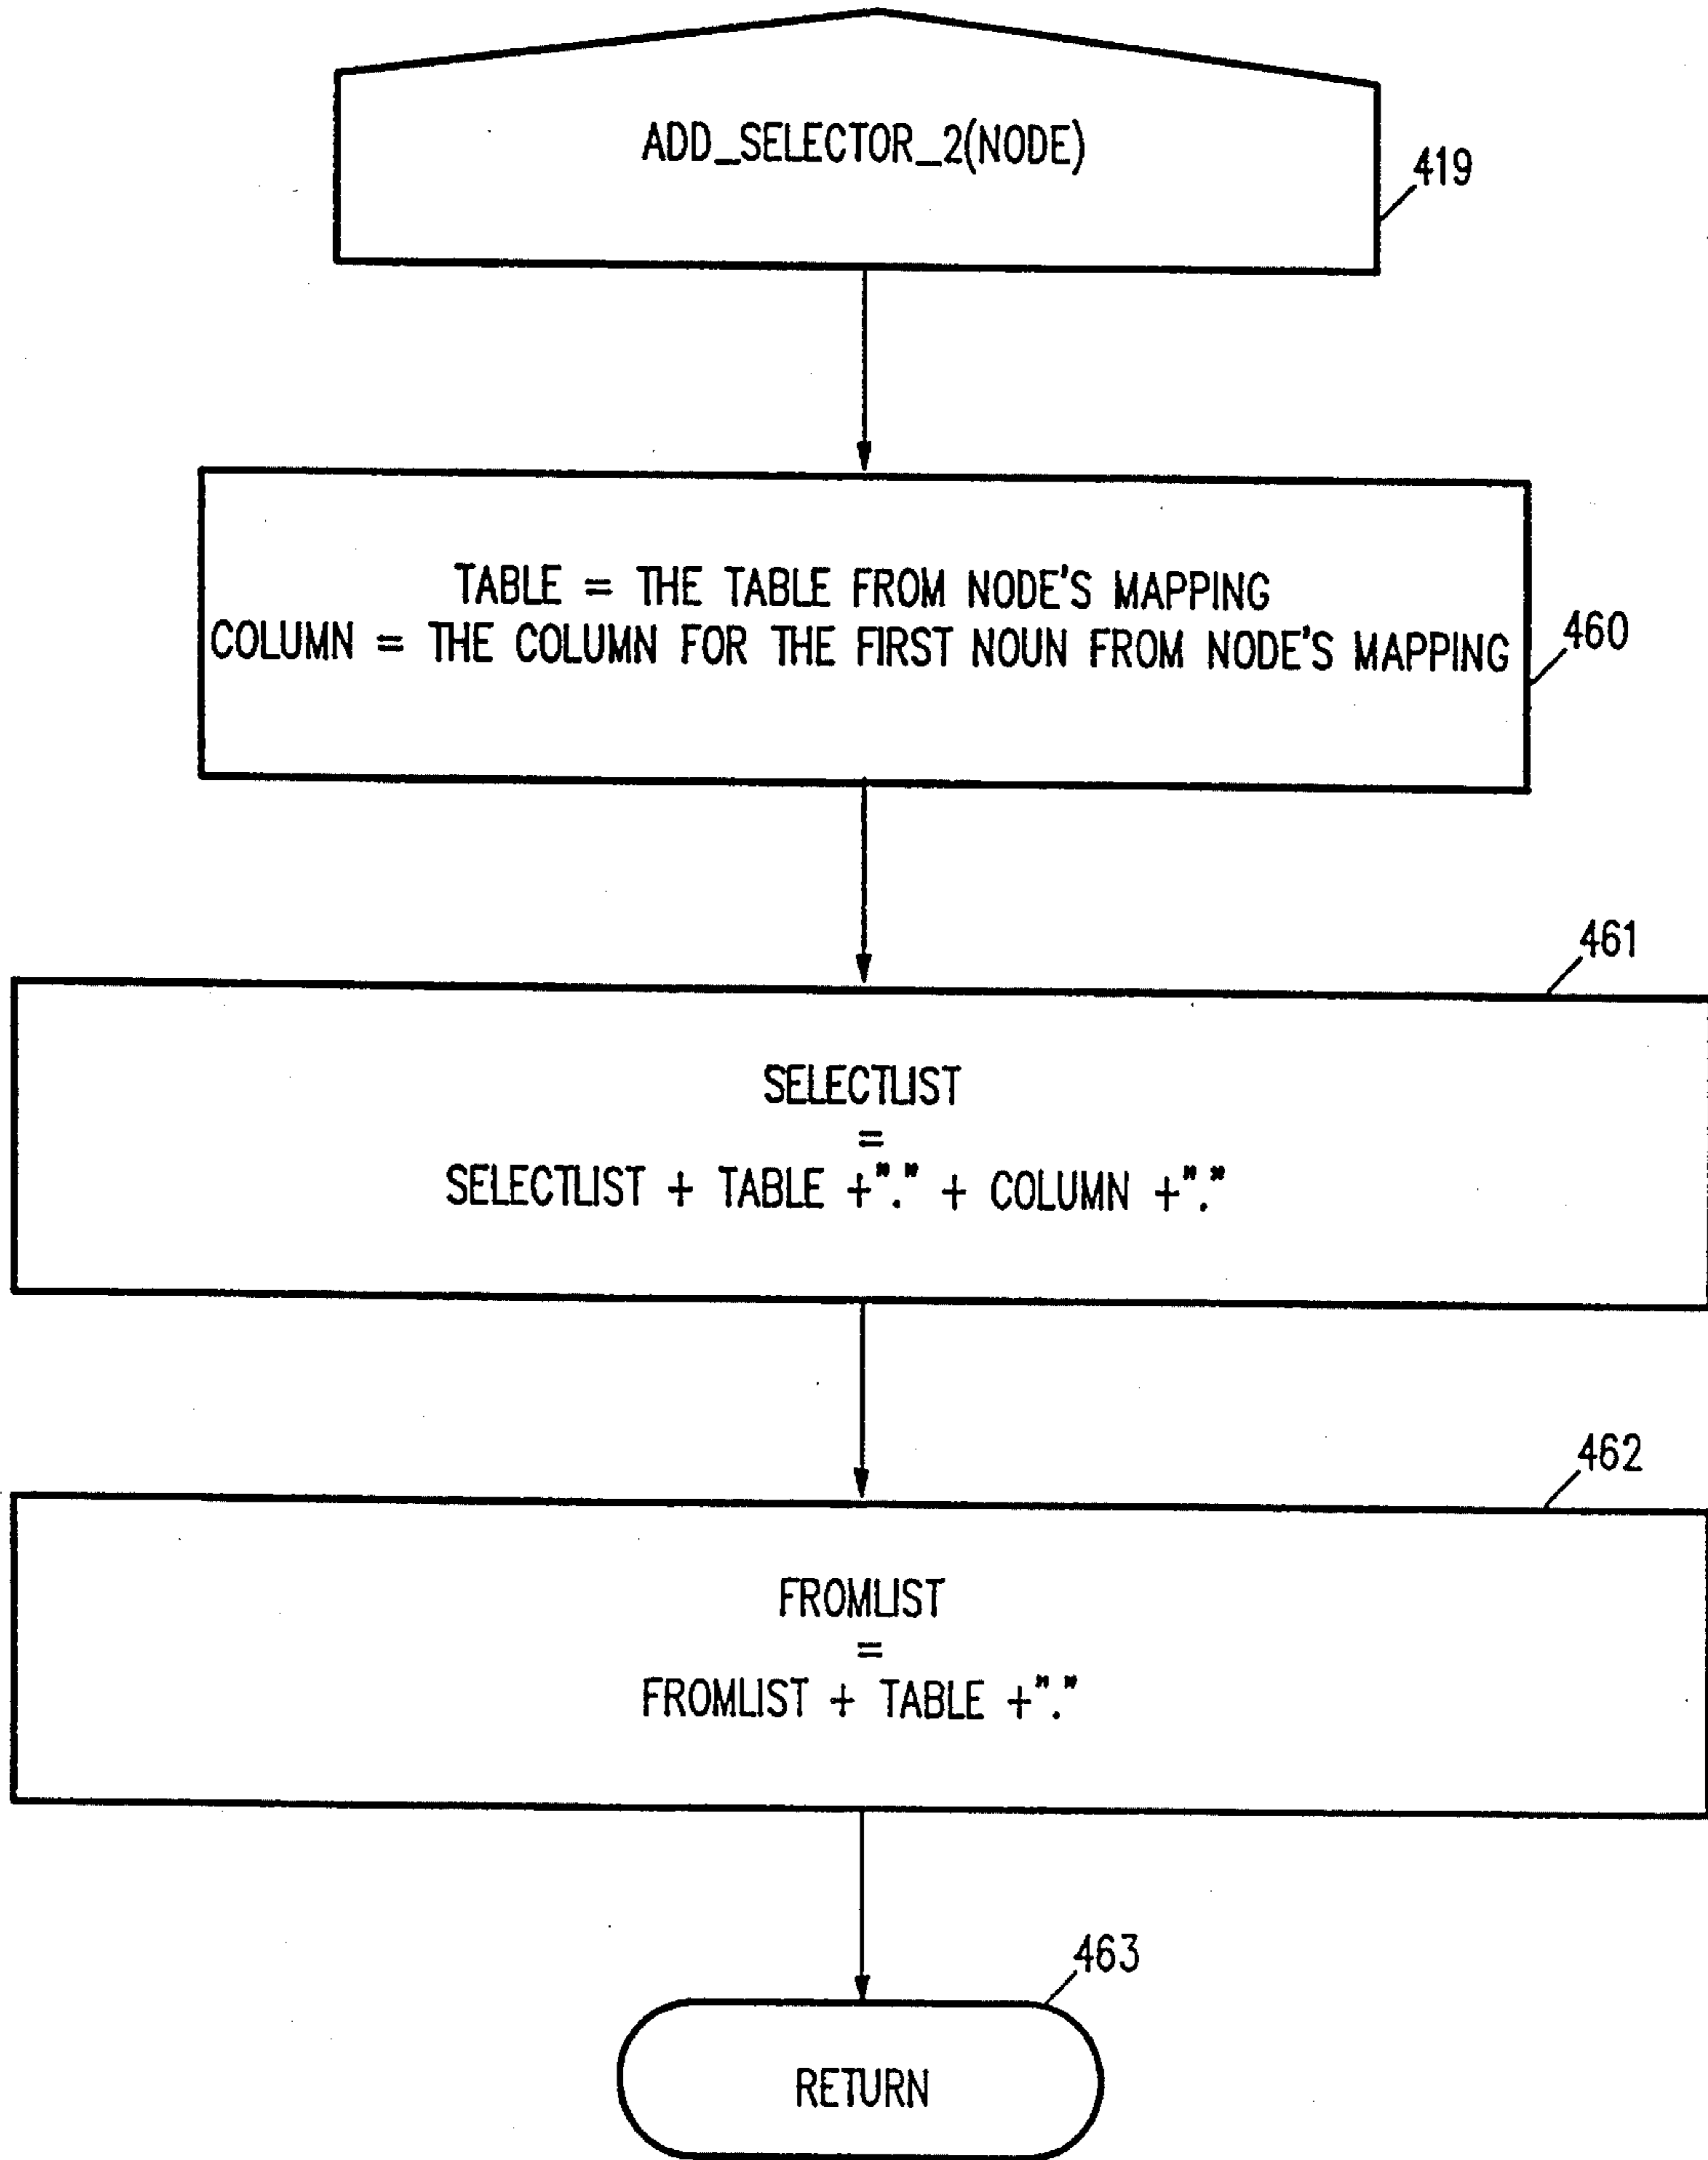 ADD_SELECTOR_2(NODE)
419
TABLE = THE TABLE FROM NODE'S MAPPING
COLUMN = THE COLUMN FOR THE FIRST NOUN FROM NODE'S MAPPING
460
461
SELECTLIST
=
SELECTLIST + TABLE +"." + COLUMN +"."
462
FROMLIST
=
FROMLIST + TABLE +"."
463
RETURN